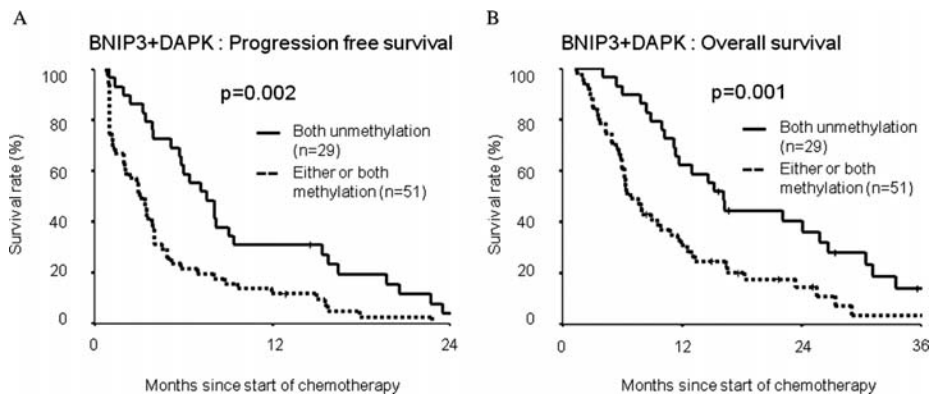 A
BNIP3+DAPK : Progression free survival
100
80
60
40
20
0
Survival rate (%)
p=0.002
Both unmethylation
(n=29)
Either or both
methylation (n=51)
0
12
24
Months since start of chemotherapy
B
BNIP3+DAPK : Overall survival
100
80
60
40
20
0
Survival rate (%)
p=0.001
Both unmethylation
(n=29)
Either or both
methylation (n=51)
0
12
24
36
Months since start of chemotherapy